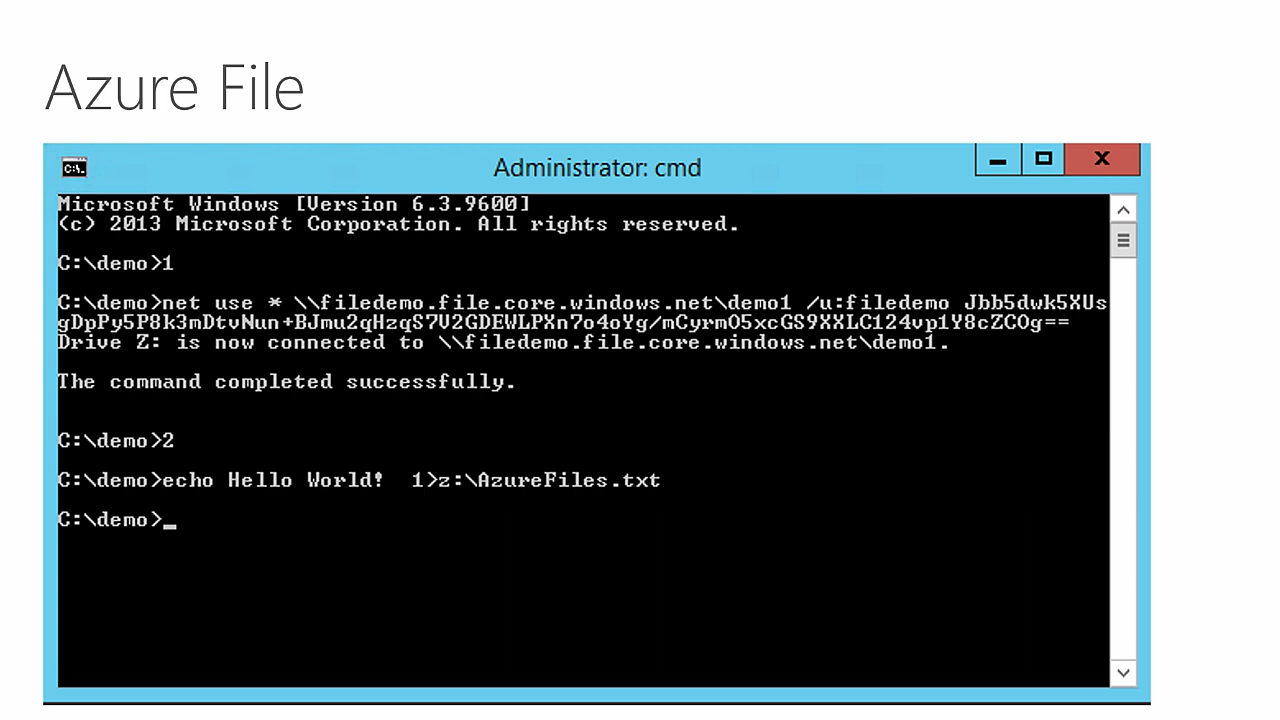 Azure File
Administrator: cmd
Microsoft Windows [Version 6.3.9600]
(c) 2013 Microsoft Corporation. All rights reserved.
C:\demo>1
C:\demo>net use * \\filedemo.file.core.windows.net\demo1 /u:filedemo Jbb5dwk5XUs
gDpPy5P8k3mDtvNun+BJmu2qHzqS7V2GDEWLPXn7o4oYg/mCyrmO5xcGS9XXLC124vp1Y8cZCOg==
Drive Z: is now connected to \\filedemo.file.core.windows.net\demo1.
The command completed successfully.
C:\demo>2
C:\demo>echo Hello World!  1>z:\AzureFiles.txt
C:\demo>_